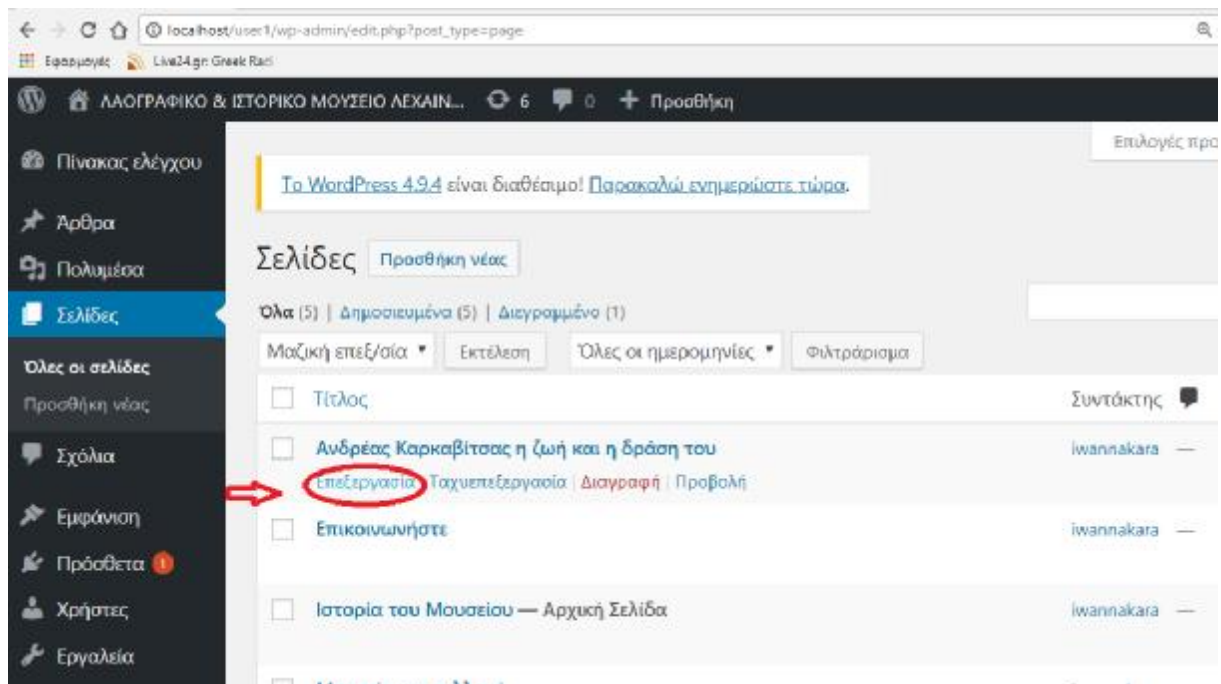 localhost/user1/wp-admin/edit.php?post_type=page
Εφαρμογές Live24.gr: Greek Radi
ΛΑΟΓΡΑΦΙΚΟ & ΙΣΤΟΡΙΚΟ ΜΟΥΣΕΙΟ ΛΕΧΑΙΝ... 6 0 + Προσθήκη
Επιλογές προ
Πίνακας ελέγχου
Το WordPress 4.9.4 είναι διαθέσιμο! Παρακαλώ ενημερώστε τώρα.
Άρθρα
Πολυμέσα
Σελίδες Προσθήκη νέας
Σελίδες
Όλα (5) | Δημοσιευμένα (5) | Διεγραμμένο (1)
Μαζική επεξ/σία Εκτέλεση Όλες οι ημερομηνίες Φιλτράρισμα
Όλες οι σελίδες
Προσθήκη νέας
Τίτλος Συντάκτης
Σχόλια
Ανδρέας Καρκαβίτσας η ζωή και η δράση του iwannakara —
Επεξεργασία | Ταχυεπεξεργασία | Διαγραφή | Προβολή
Εμφάνιση
Επικοινωνήστε iwannakara —
Πρόσθετα 1
Χρήστες
Ιστορία του Μουσείου — Αρχική Σελίδα iwannakara —
Εργαλεία